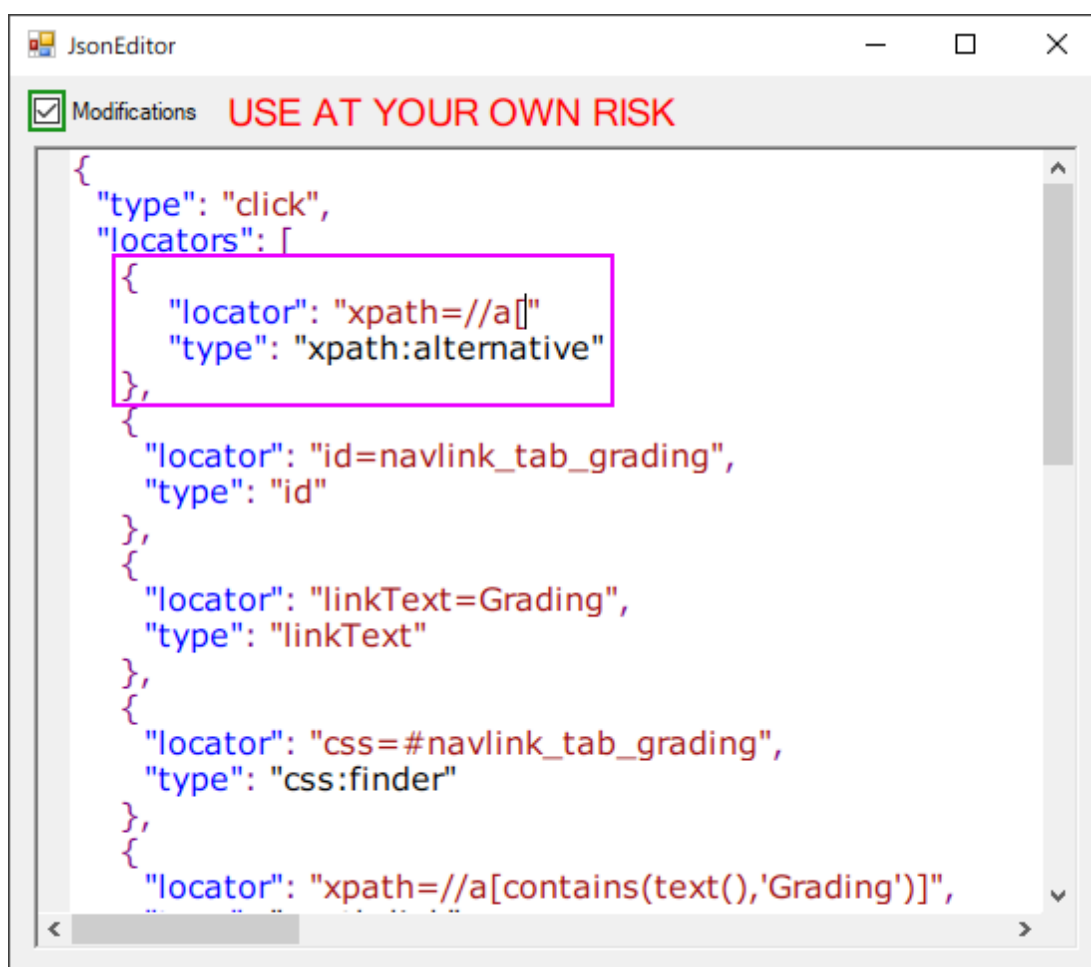 JsonEditor
Modifications USE AT YOUR OWN RISK
{
"type": "click",
"locators": [
{
"locator": "xpath=//a["
"type": "xpath:alternative"
},
{
"locator": "id=navlink_tab_grading",
"type": "id"
},
{
"locator": "linkText=Grading",
"type": "linkText"
},
{
"locator": "css=#navlink_tab_grading",
"type": "css:finder"
},
{
"locator": "xpath=//a[contains(text(),'Grading')]",